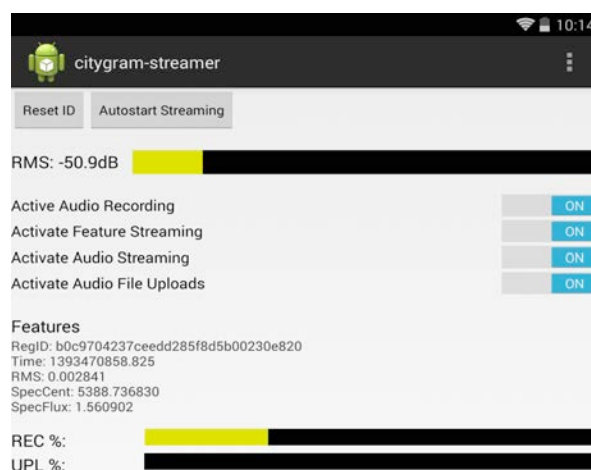 10:14
citygram-streamer
Reset ID Autostart Streaming
RMS: -50.9dB
Active Audio Recording ON
Activate Feature Streaming ON
Activate Audio Streaming ON
Activate Audio File Uploads ON
Features
RegID: b0c9704237ceedd285f8d5b00230e820
Time: 1393470858.825
RMS: 0.002841
SpecCent: 5388.736830
SpecFlux: 1.560902
REC %:
UPL %: